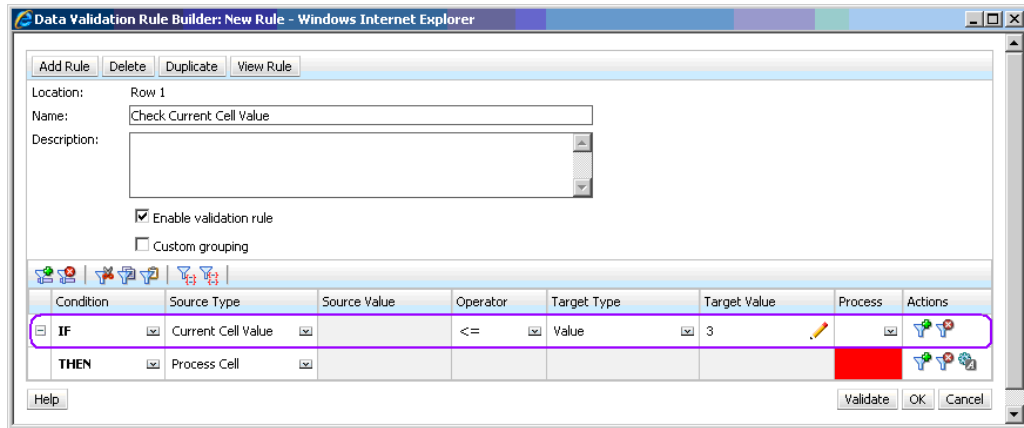 Data Validation Rule Builder: New Rule - Windows Internet Explorer
Add Rule Delete Duplicate View Rule
Location: Row 1
Name: Check Current Cell Value
Description:
Enable validation rule
Custom grouping
Condition Source Type Source Value Operator Target Type Target Value Process Actions
IF Current Cell Value <= Value 3
THEN Process Cell
Help Validate OK Cancel